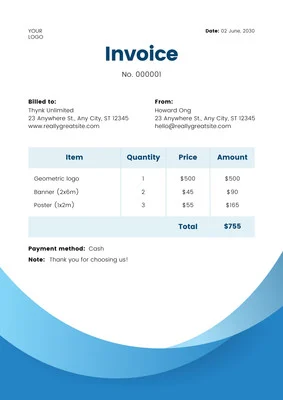 YOUR
LOGO
Date: 02 June, 2030
Invoice
No. 000001
Billed to:
Thynk Unlimited
23 Anywhere St., Any City, ST 12345
www.reallygreatsite.com
From:
Howard Ong
23 Anywhere St., Any City, ST 12345
hello@reallygreatsite.com
Item Quantity Price Amount
Geometric logo 1 $500 $500
Banner (2x6m) 2 $45 $90
Poster (1x2m) 3 $55 $165
Total $755
Payment method: Cash
Note: Thank you for choosing us!